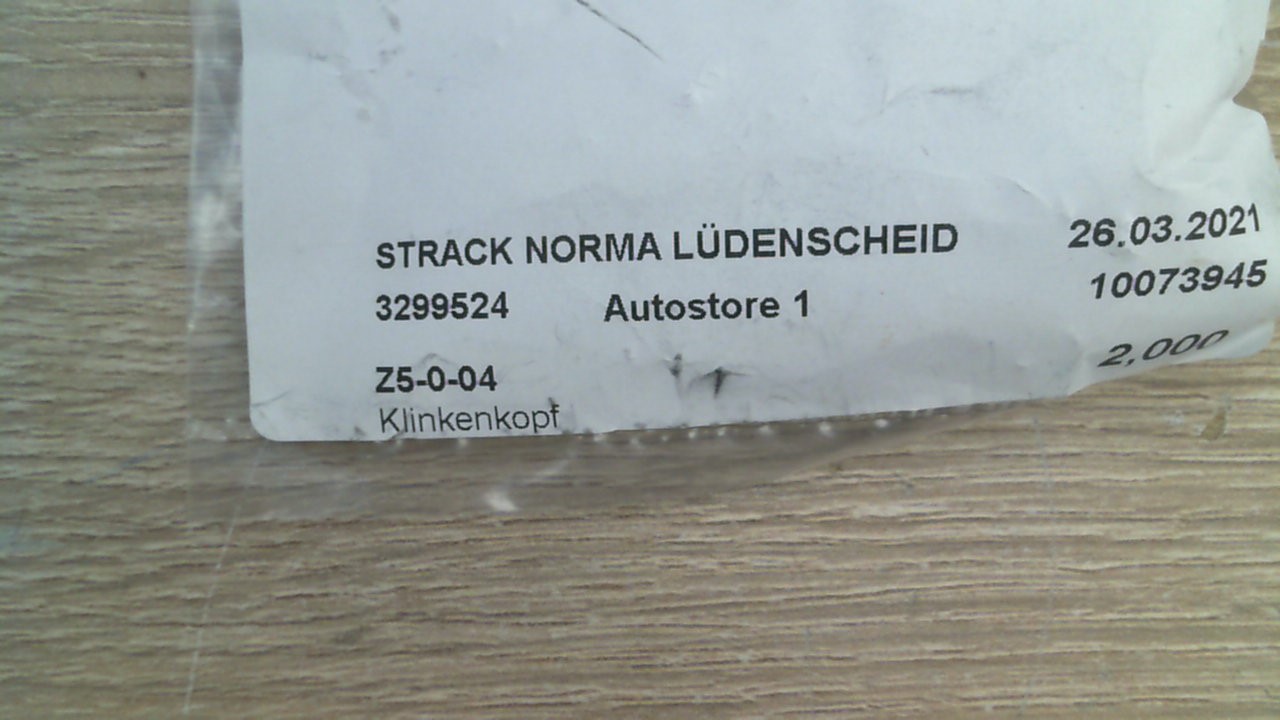 STRACK NORMA LÜDENSCHEID 26.03.2021
3299524 Autostore 1 10073945
Z5-0-04 2,000
Klinkenkopf